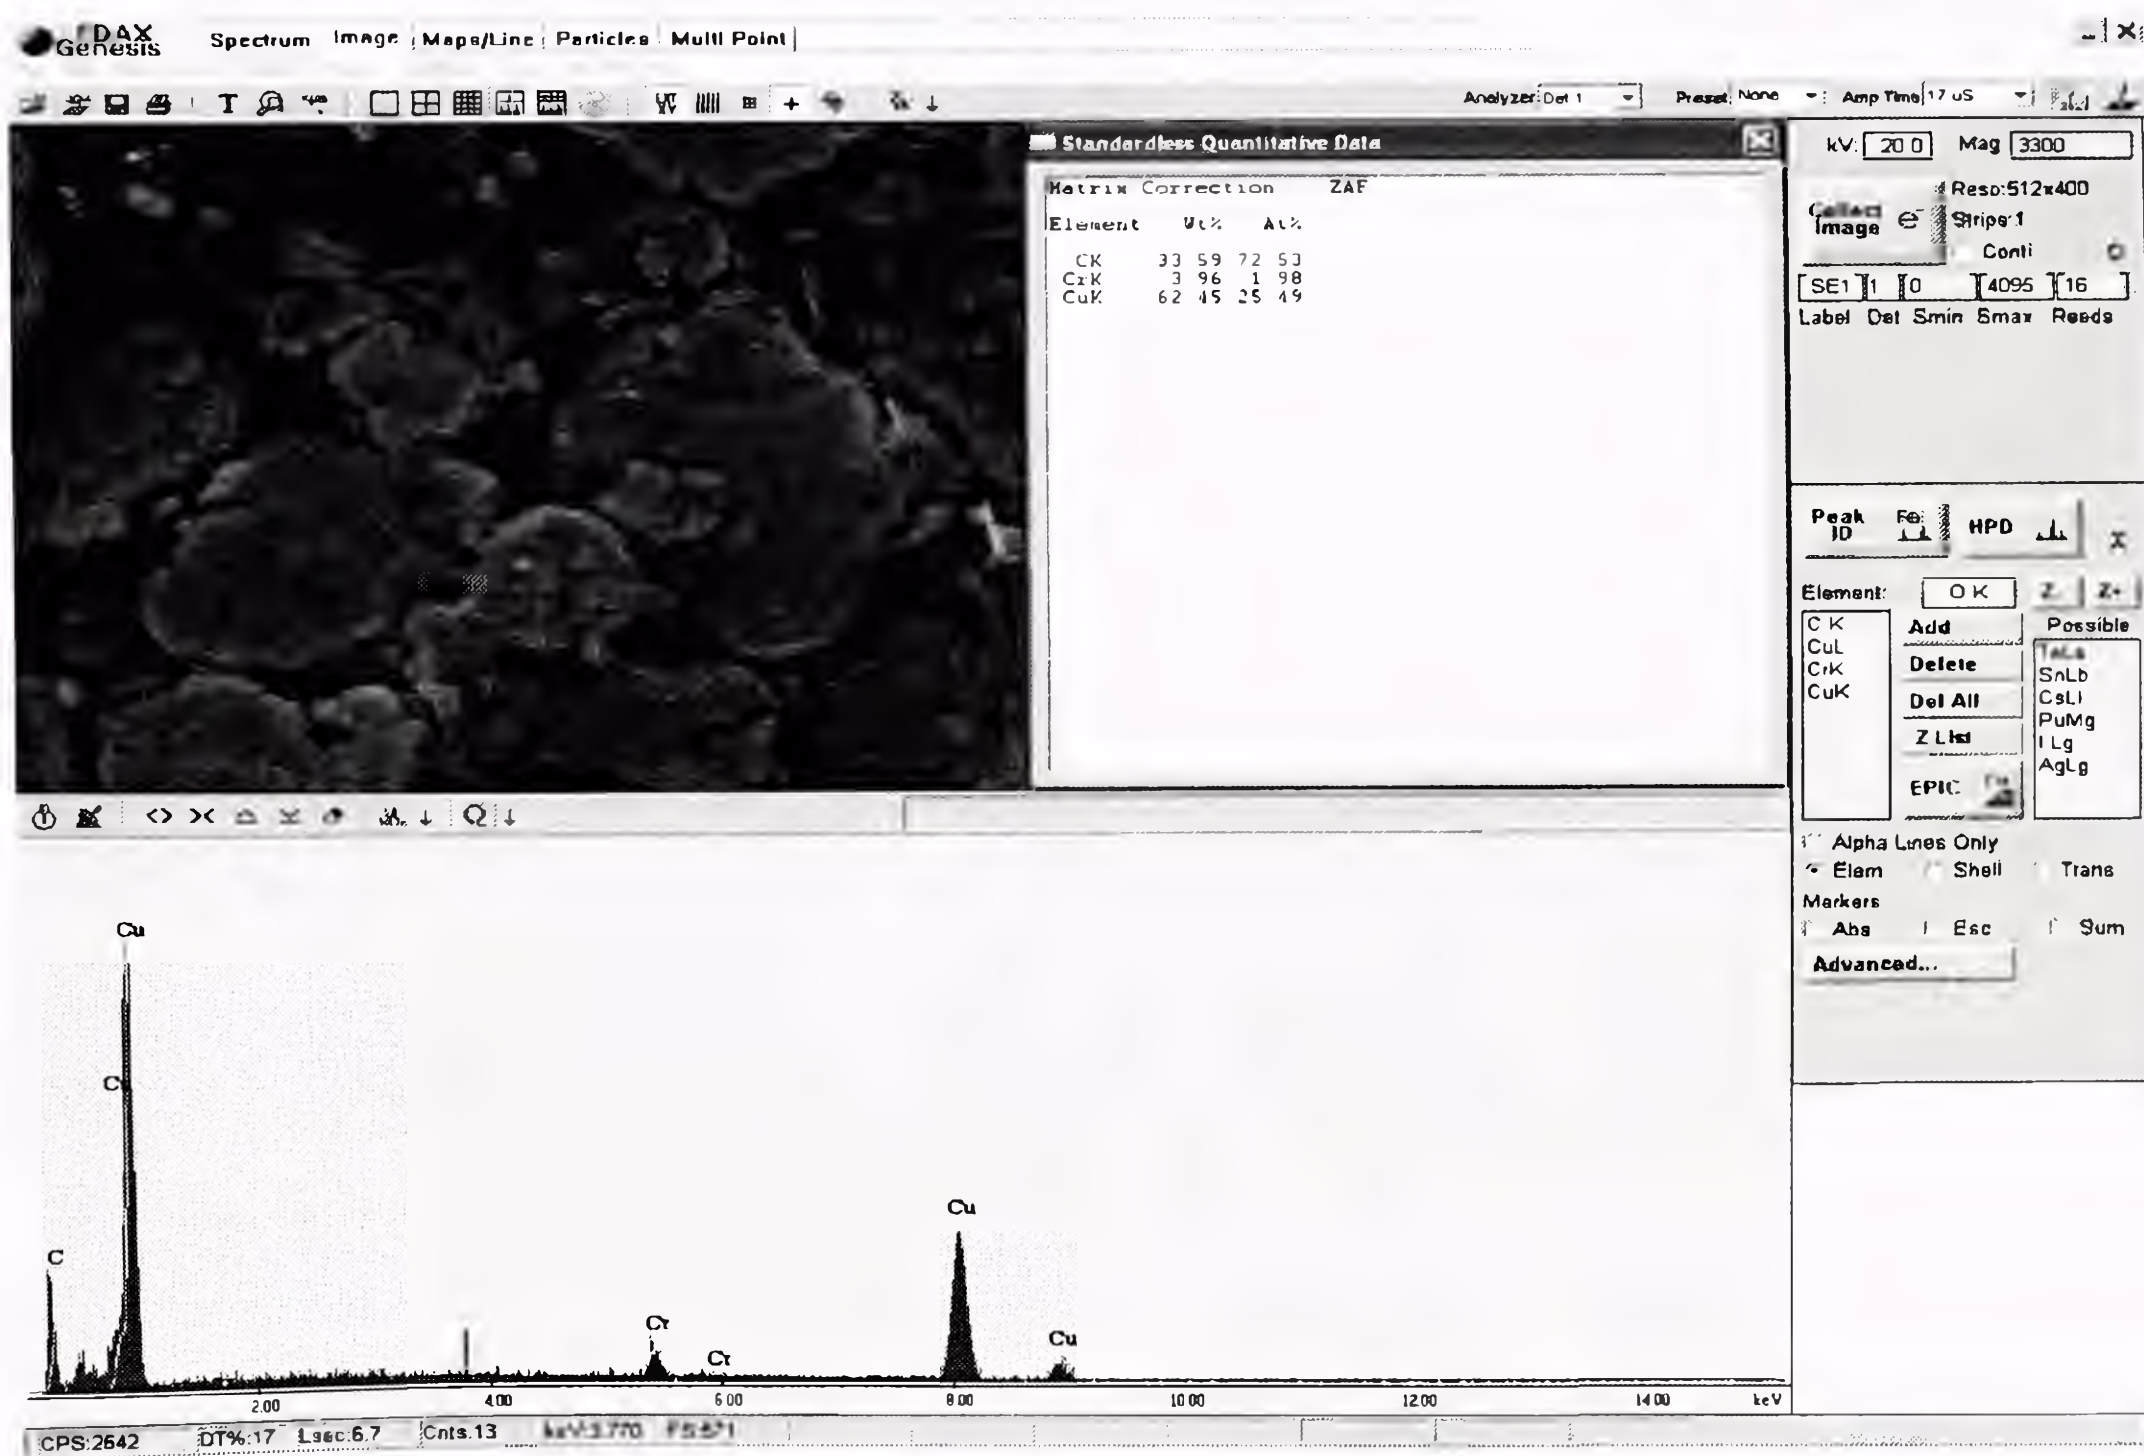 EDAX
Genesis
Spectrum Image Maps/Line Particles Multi Point
Analyzer: Det 1 Preset: None Amp Time 17 uS
Standardless Quantitative Data
Matrix Correction ZAF
Element Wt% At%
CK 33 59 72 53
CrK 3 96 1 98
CuK 62 45 25 49
kV: 20 0 Mag 3300
Collect
Image e- Reso:512x400
Strips:1
Conti
SE1 1 0 4095 16
Label Det Smin Smax Reads
Peak
ID HPD
Element: O K Z- Z+
C K
CuL
CrK
CuK
Add
Delete
Del All
Z List
EPIC
Possible
SnLb
CsLl
PuMg
I Lg
AgLg
Alpha Lines Only
Elem Shell Trans
Markers
Abs Esc Sum
Advanced...
Cu
C
Cr
Cr
Cu
Cu
2.00 4.00 6.00 8.00 10.00 12.00 14.00 keV
CPS:2642 DT%:17 Lsec:6.7 Cnts:13 keV:3.770 FS:571